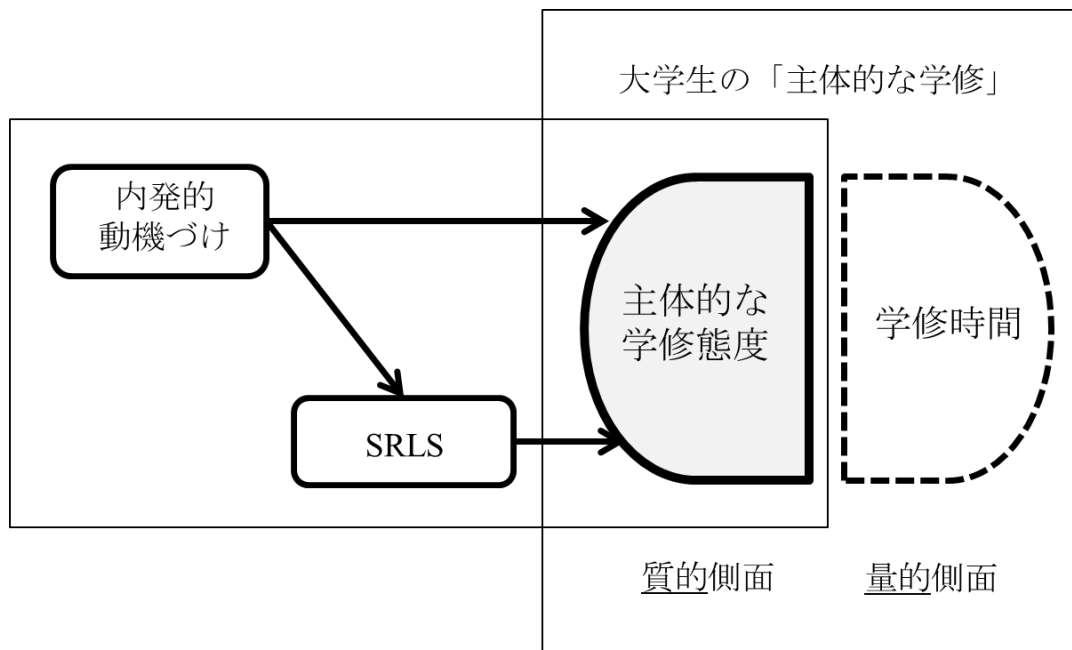 大学生の「主体的な学修」
内発的
動機づけ
主体的な
学修態度
学修時間
SRLS
質的側面
量的側面